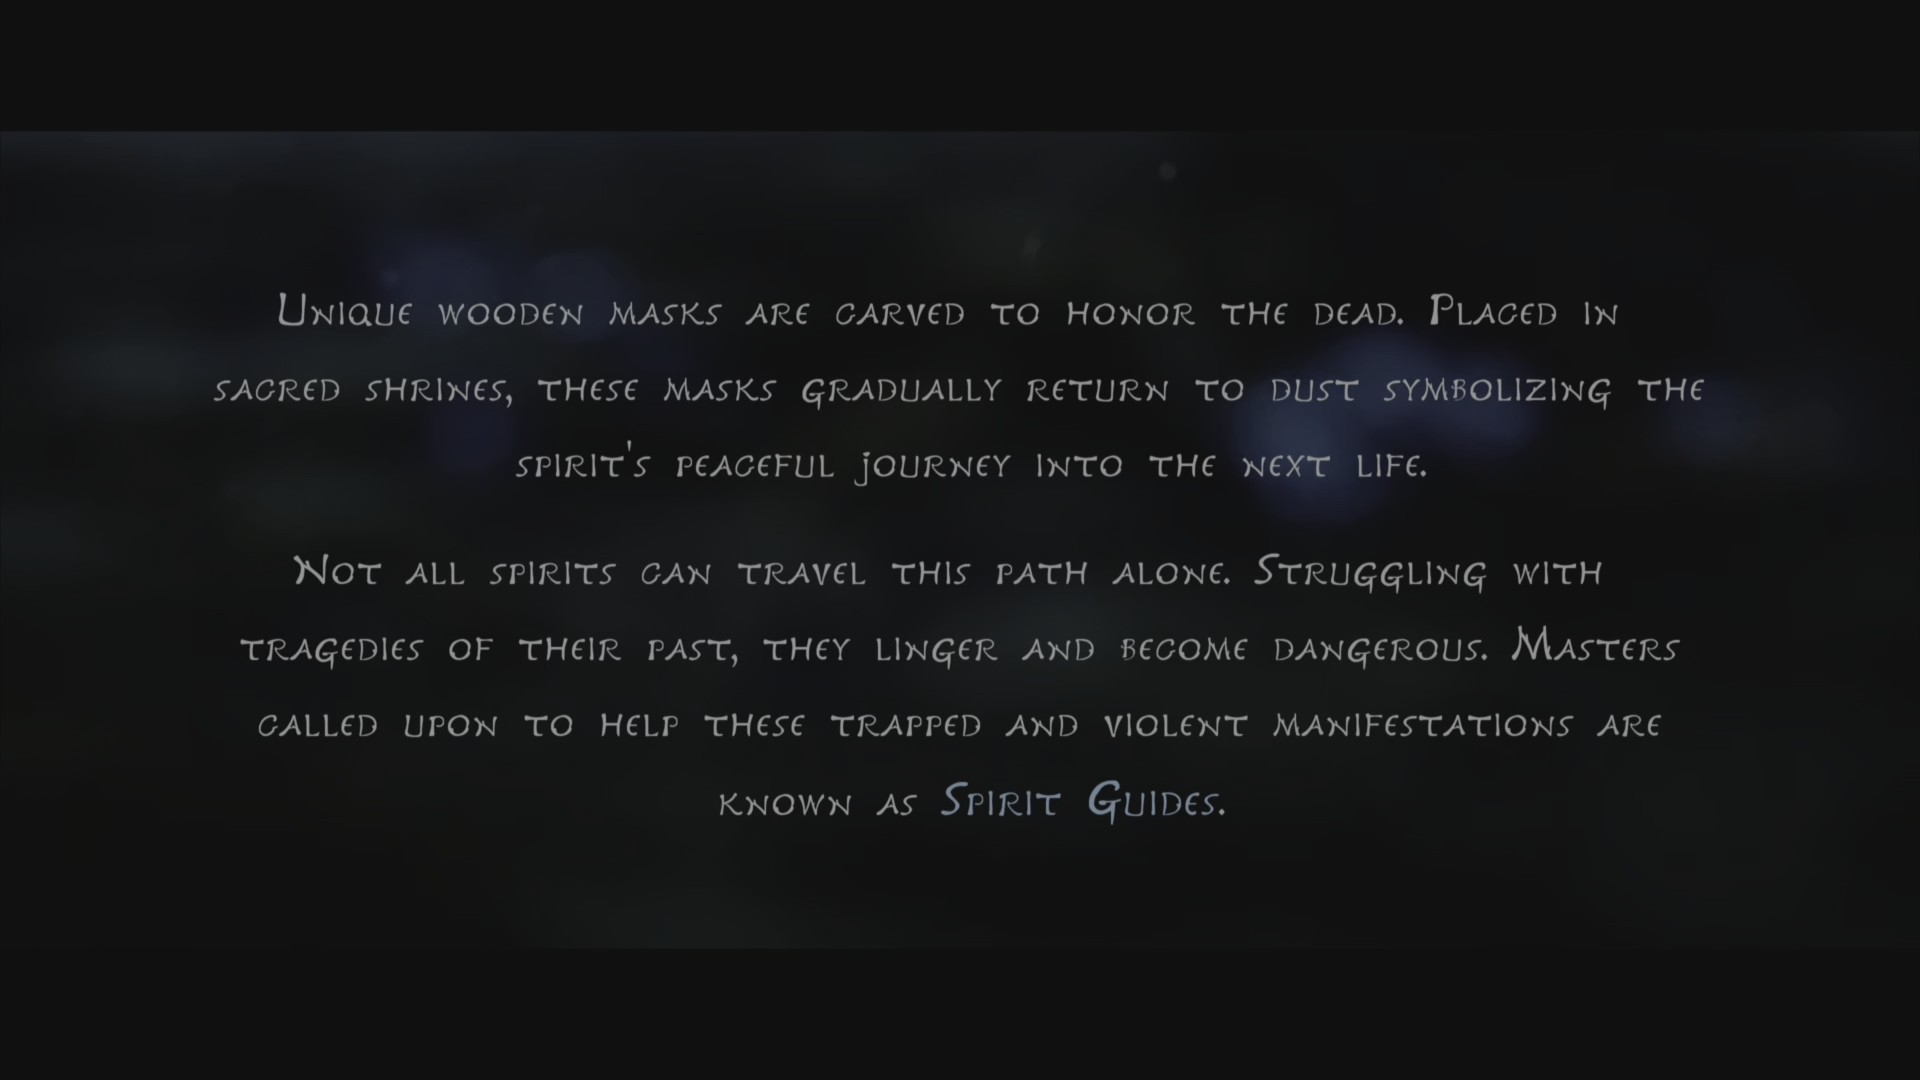 Unique wooden masks are carved to honor the dead. Placed in
sacred shrines, these masks gradually return to dust symbolizing the
spirit's peaceful journey into the next life.
Not all spirits can travel this path alone. Struggling with
tragedies of their past, they linger and become dangerous. Masters
called upon to help these trapped and violent manifestations are
known as Spirit Guides.